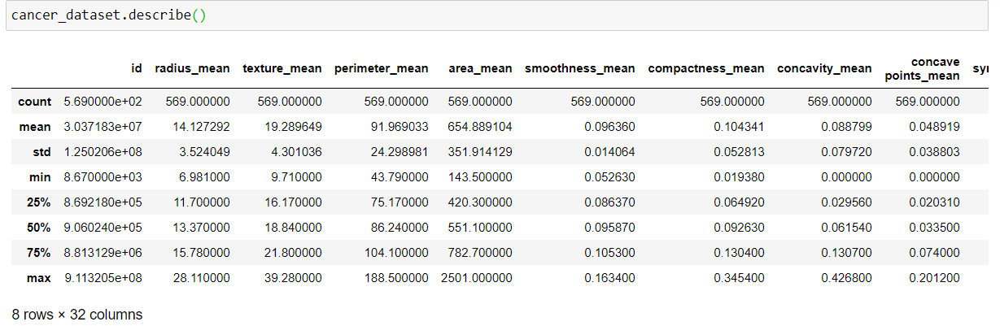 cancer_dataset.describe()
id radius_mean texture_mean perimeter_mean area_mean smoothness_mean compactness_mean concavity_mean concave points_mean
count 5.690000e+02 569.000000 569.000000 569.000000 569.000000 569.000000 569.000000 569.000000 569.000000
mean 3.037183e+07 14.127292 19.289649 91.969033 654.889104 0.096360 0.104341 0.088799 0.048919
std 1.250206e+08 3.524049 4.301036 24.298981 351.914129 0.014064 0.052813 0.079720 0.038803
min 8.670000e+03 6.981000 9.710000 43.790000 143.500000 0.052630 0.019380 0.000000 0.000000
25% 8.692180e+05 11.700000 16.170000 75.170000 420.300000 0.086370 0.064920 0.029560 0.020310
50% 9.060240e+05 13.370000 18.840000 86.240000 551.100000 0.095870 0.092630 0.061540 0.033500
75% 8.813129e+06 15.780000 21.800000 104.100000 782.700000 0.105300 0.130400 0.130700 0.074000
max 9.113205e+08 28.110000 39.280000 188.500000 2501.000000 0.163400 0.345400 0.426800 0.201200
8 rows × 32 columns